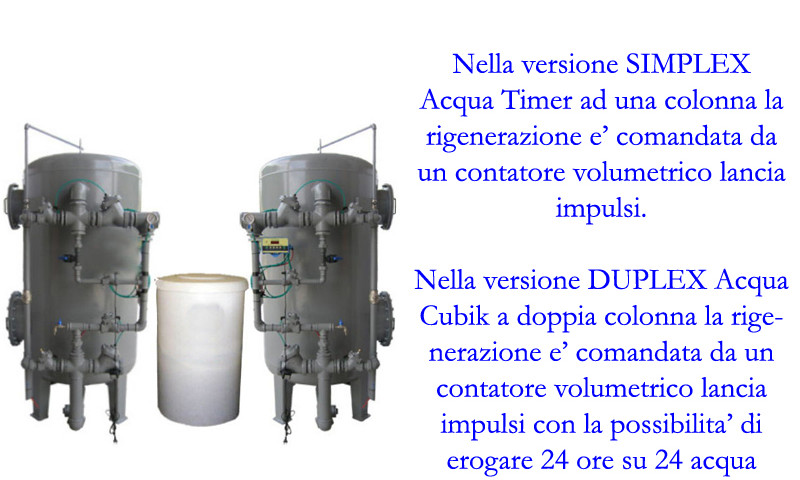 Nella versione SIMPLEX
Acqua Timer ad una colonna la
rigenerazione e’ comandata da
un contatore volumetrico lancia
impulsi.
Nella versione DUPLEX Acqua
Cubik a doppia colonna la rige-
nerazione e’ comandata da un
contatore volumetrico lancia
impulsi con la possibilita’ di
erogare 24 ore su 24 acqua